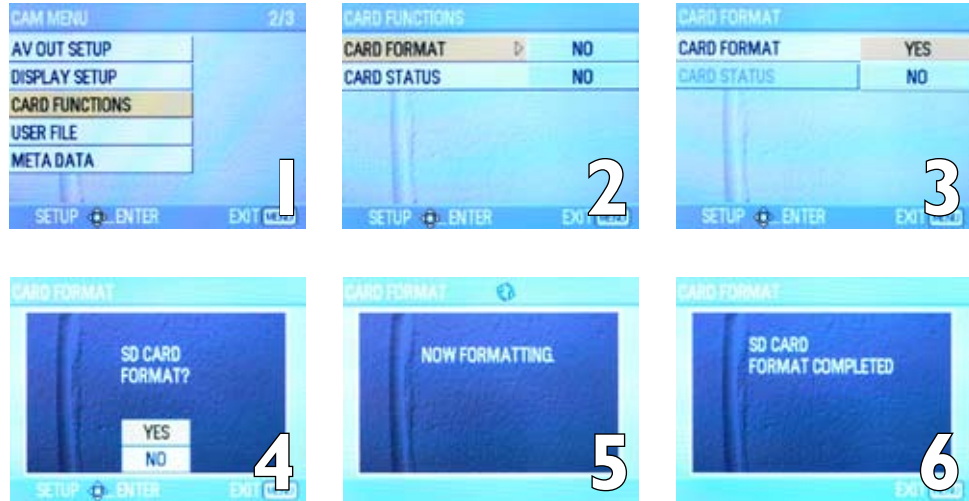 CAM MENU 2/3
AV OUT SETUP
DISPLAY SETUP
CARD FUNCTIONS
USER FILE
META DATA
SETUP ENTER EXIT
1
CARD FUNCTIONS
CARD FORMAT NO
CARD STATUS NO
SETUP ENTER EXIT
2
CARD FORMAT
CARD FORMAT YES
CARD STATUS NO
SETUP ENTER EXIT
3
CARD FORMAT
SD CARD
FORMAT?
YES
NO
SETUP ENTER EXIT
4
CARD FORMAT
NOW FORMATTING.
5
CARD FORMAT
SD CARD
FORMAT COMPLETED
EXIT
6